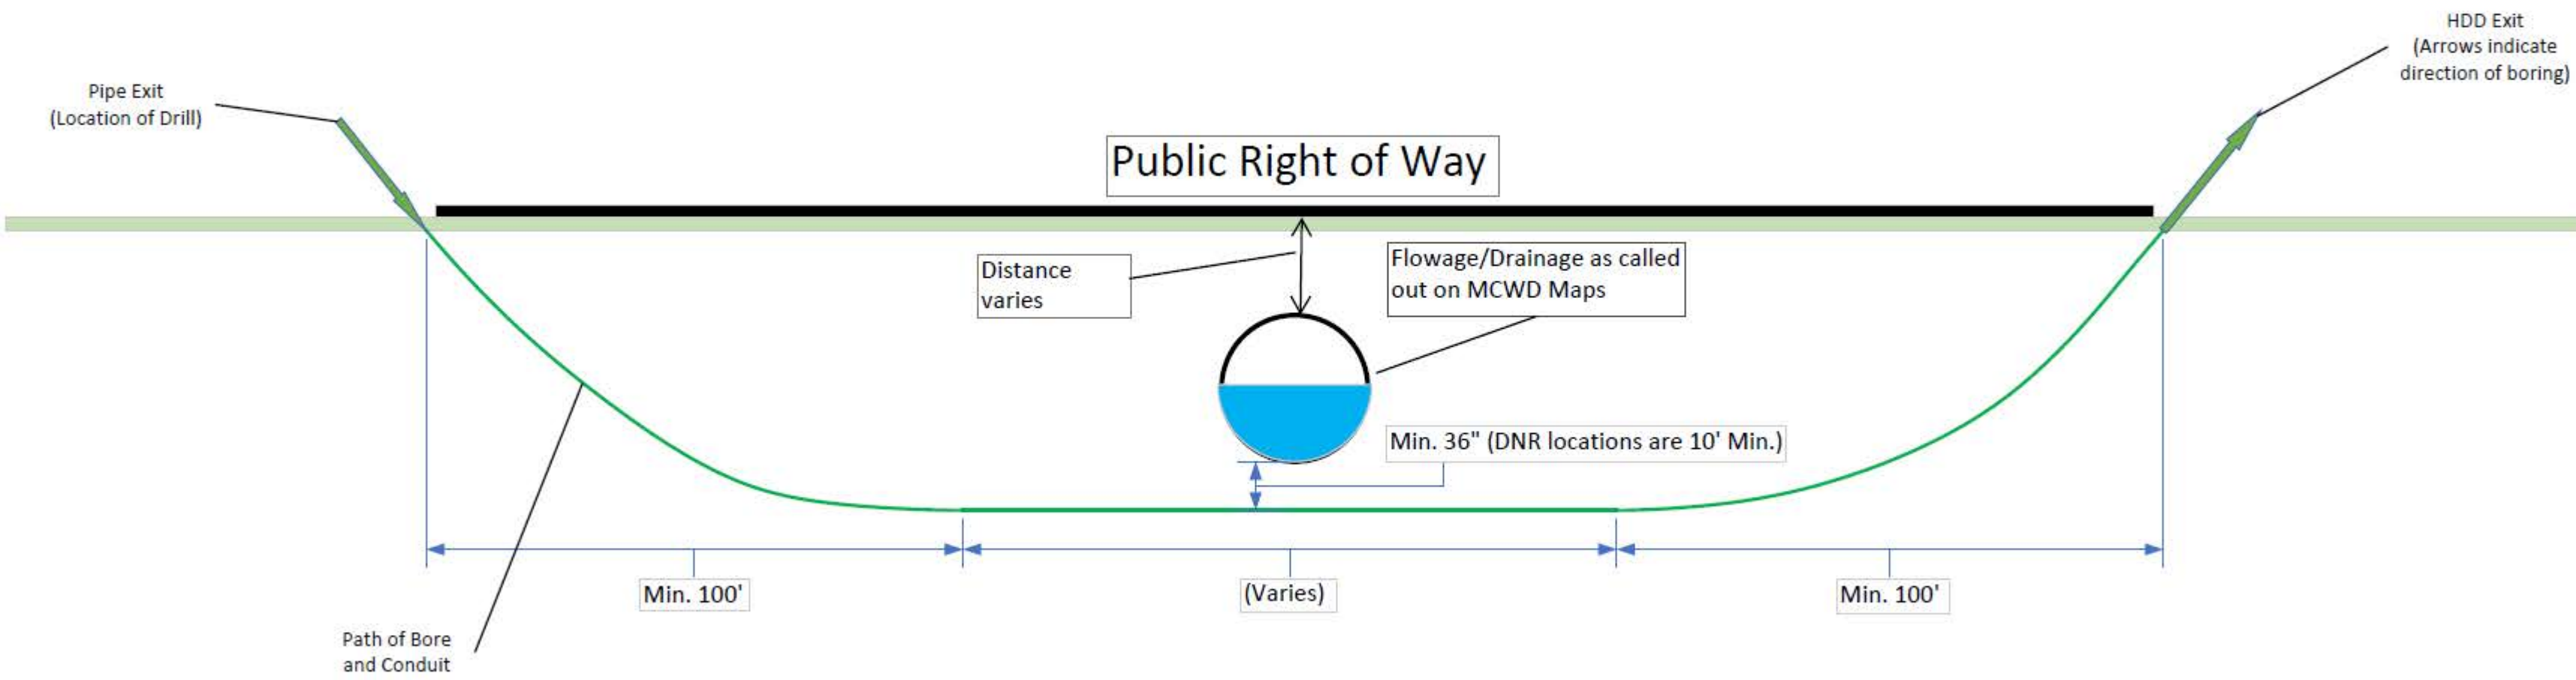 HDD Exit
(Arrows indicate
direction of boring)
Pipe Exit
(Location of Drill)
Public Right of Way
Distance
varies
Flowage/Drainage as called
out on MCWD Maps
Min. 36" (DNR locations are 10' Min.)
Min. 100'
(Varies)
Min. 100'
Path of Bore
and Conduit